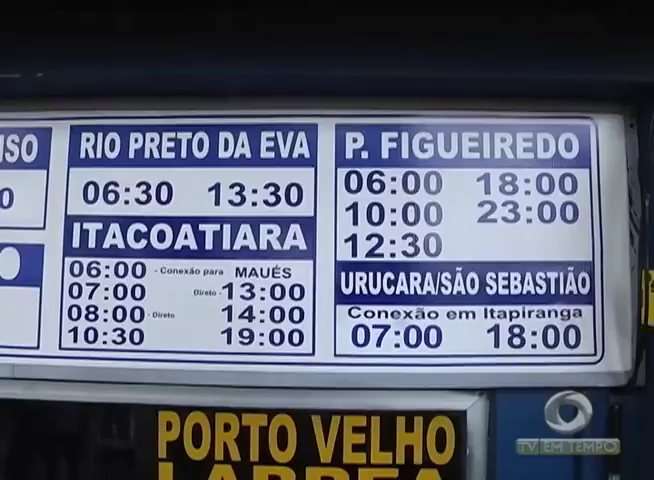 ISO
RIO PRETO DA EVA
06:30 13:30
ITACOATIARA
06:00 - Conexão para MAUÉS
07:00 Direto - 13:00
08:00 - Direto 14:00
10:30 19:00
P. FIGUEIREDO
06:00 18:00
10:00 23:00
12:30
URUCARA/SÃO SEBASTIÃO
Conexão em Itapiranga
07:00 18:00
PORTO VELHO
LABREA
TV EM TEMPO